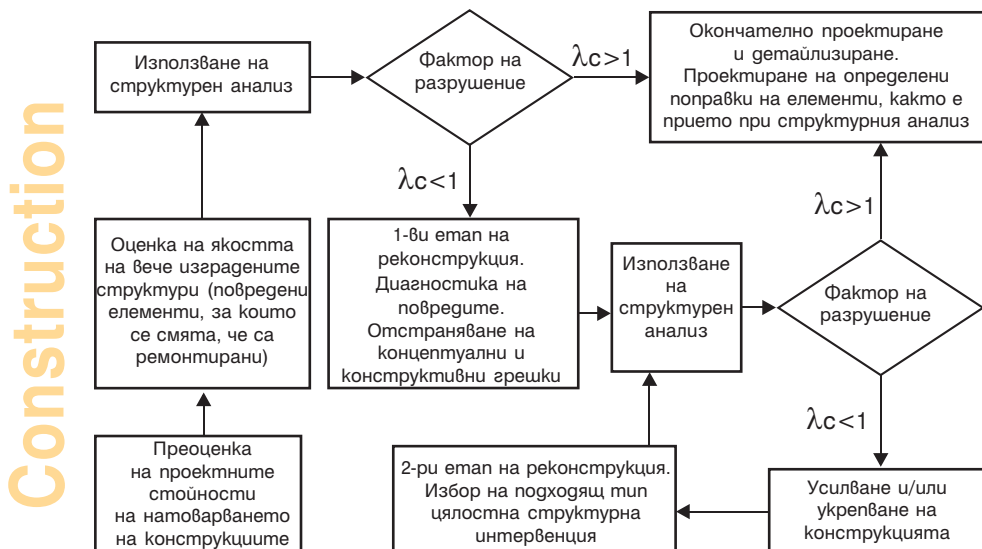 Construction
Използване на
структурен анализ
Фактор на
разрушение
λc>1
Окончателно проектиране
и детайлизиране.
Проектиране на определени
поправки на елементи, както е
прието при структурния анализ
λc<1
λc>1
Оценка на якостта
на вече изградените
структури (повредени
елементи, за които
се смята, че са
ремонтирани)
1-ви етап на
реконструкция.
Диагностика на
повредите.
Отстраняване на
концептуални и
конструктивни грешки
Използване
на
структурен
анализ
Фактор на
разрушение
λc<1
Преоценка
на проектните
стойности
на натоварването
на конструкциите
2-ри етап на реконструкция.
Избор на подходящ тип
цялостна структурна
интервенция
Усилване и/или
укрепване на
конструкцията